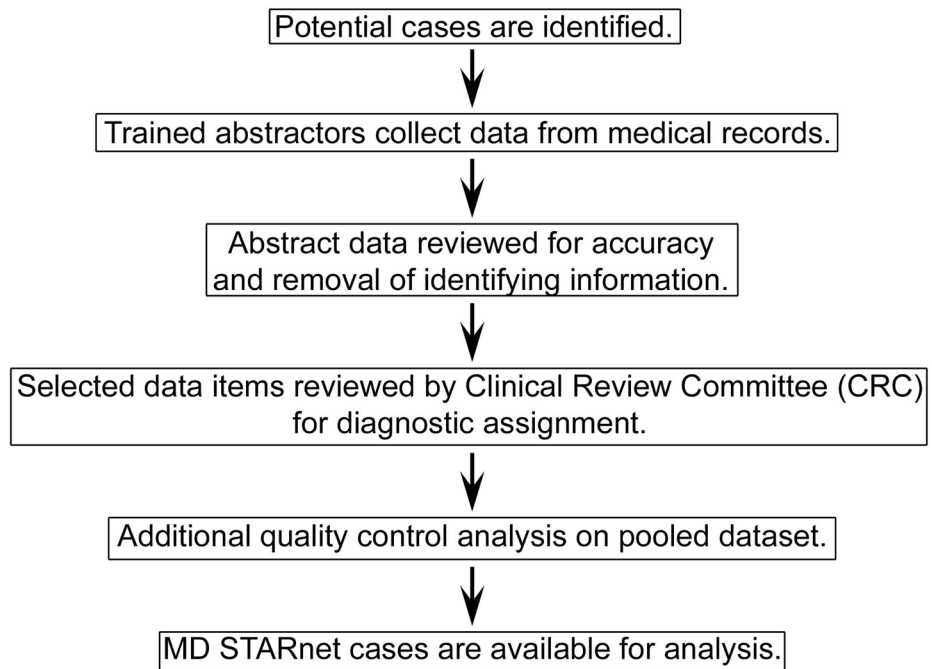 Potential cases are identified.
Trained abstractors collect data from medical records.
Abstract data reviewed for accuracy
and removal of identifying information.
Selected data items reviewed by Clinical Review Committee (CRC)
for diagnostic assignment.
Additional quality control analysis on pooled dataset.
MD STARnet cases are available for analysis.